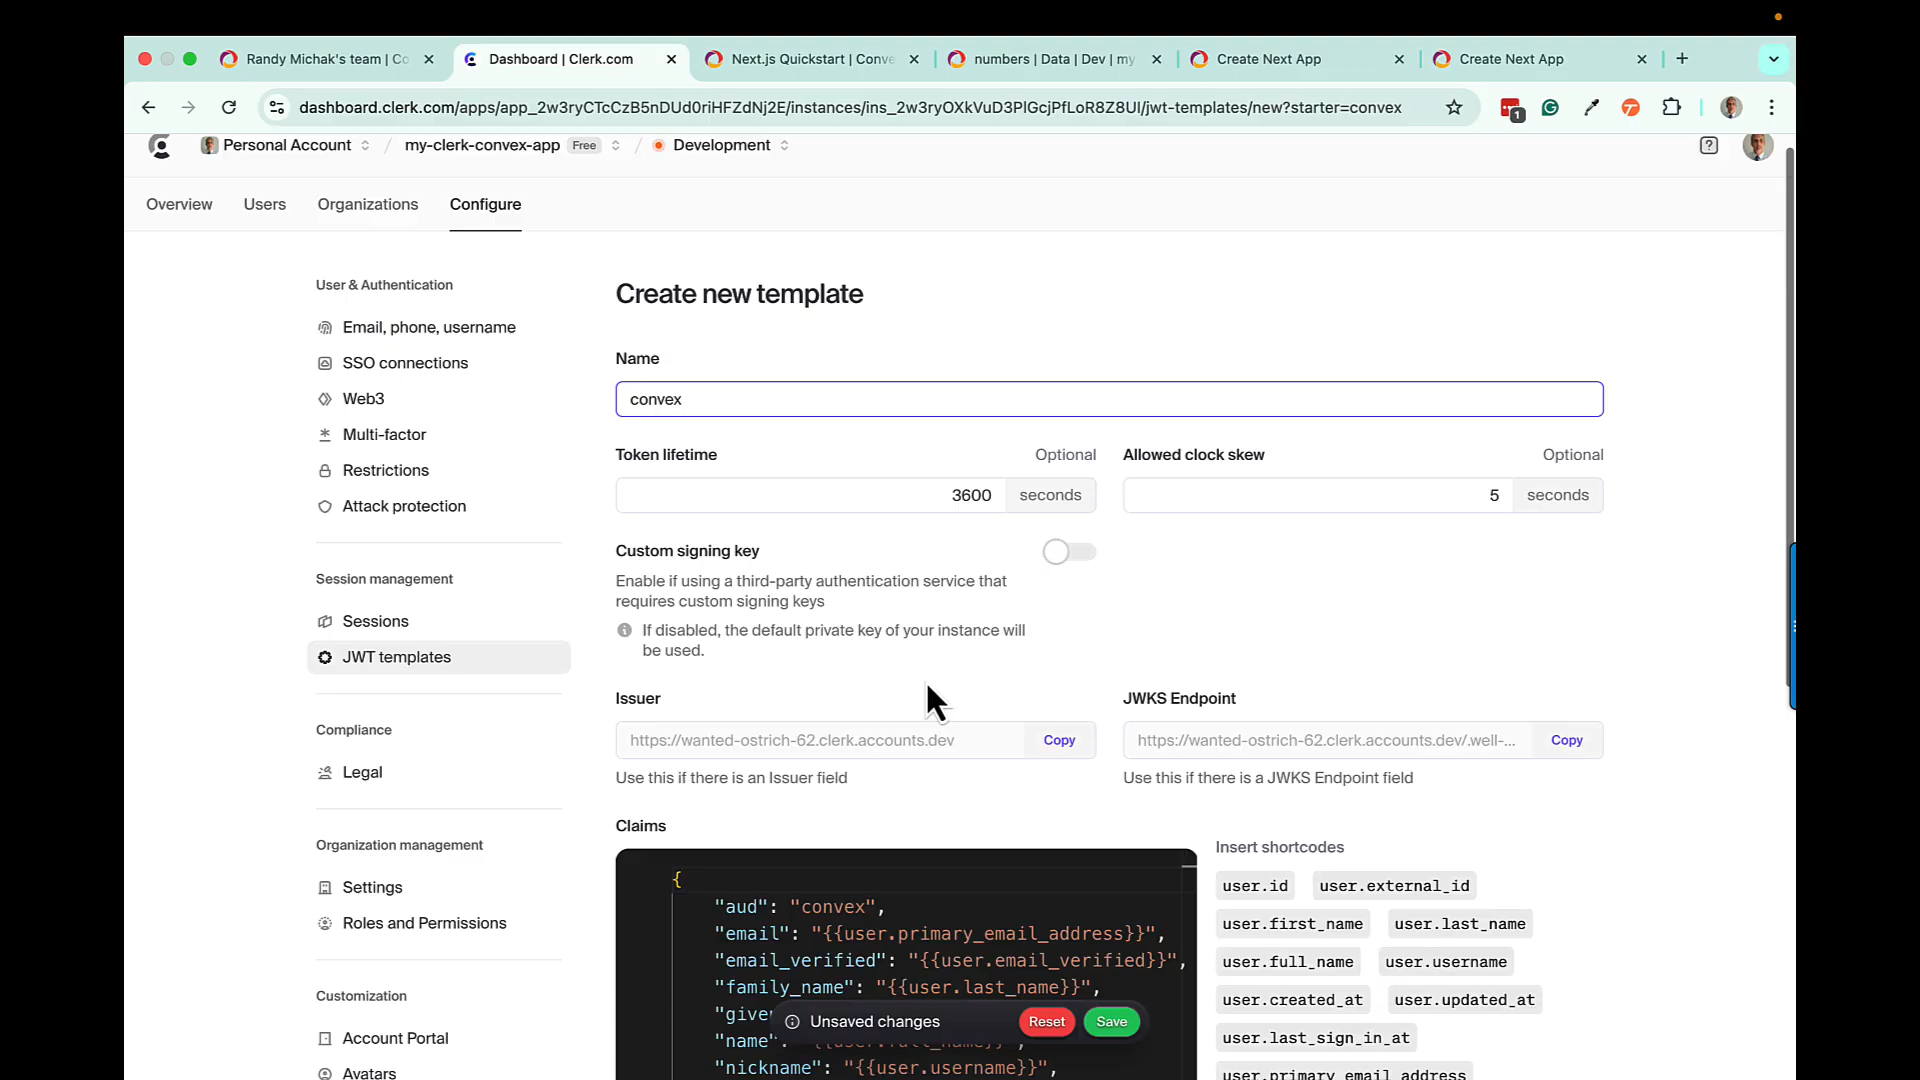 Randy Michak's team | Co
Dashboard | Clerk.com
Next.js Quickstart | Conve
numbers | Data | Dev | my
Create Next App
Create Next App
dashboard.clerk.com/apps/app_2w3ryCTcCzB5nDUd0riHFZdNj2E/instances/ins_2w3ryOXkVuD3PlGcjPfLoR8Z8Ul/jwt-templates/new?starter=convex
1
Personal Account
/
my-clerk-convex-app
Free
/
Development
?
Overview
Users
Organizations
Configure
User & Authentication
Email, phone, username
SSO connections
Web3
Multi-factor
Restrictions
Attack protection
Session management
Sessions
JWT templates
Compliance
Legal
Organization management
Settings
Roles and Permissions
Customization
Account Portal
Avatars
Create new template
Name
convex
Token lifetime
Optional
3600
seconds
Allowed clock skew
Optional
5
seconds
Custom signing key
Enable if using a third-party authentication service that
requires custom signing keys
If disabled, the default private key of your instance will
be used.
Issuer
https://wanted-ostrich-62.clerk.accounts.dev
Copy
Use this if there is an Issuer field
JWKS Endpoint
https://wanted-ostrich-62.clerk.accounts.dev/.well-...
Copy
Use this if there is a JWKS Endpoint field
Claims
{
"aud": "convex",
"email": "{{user.primary_email_address}}",
"email_verified": "{{user.email_verified}}",
"family_name": "{{user.last_name}}",
"give
"name": "{{user.full_name}}",
"nickname": "{{user.username}}",
Unsaved changes
Reset
Save
Insert shortcodes
user.id
user.external_id
user.first_name
user.last_name
user.full_name
user.username
user.created_at
user.updated_at
user.last_sign_in_at
user.primary_email_address